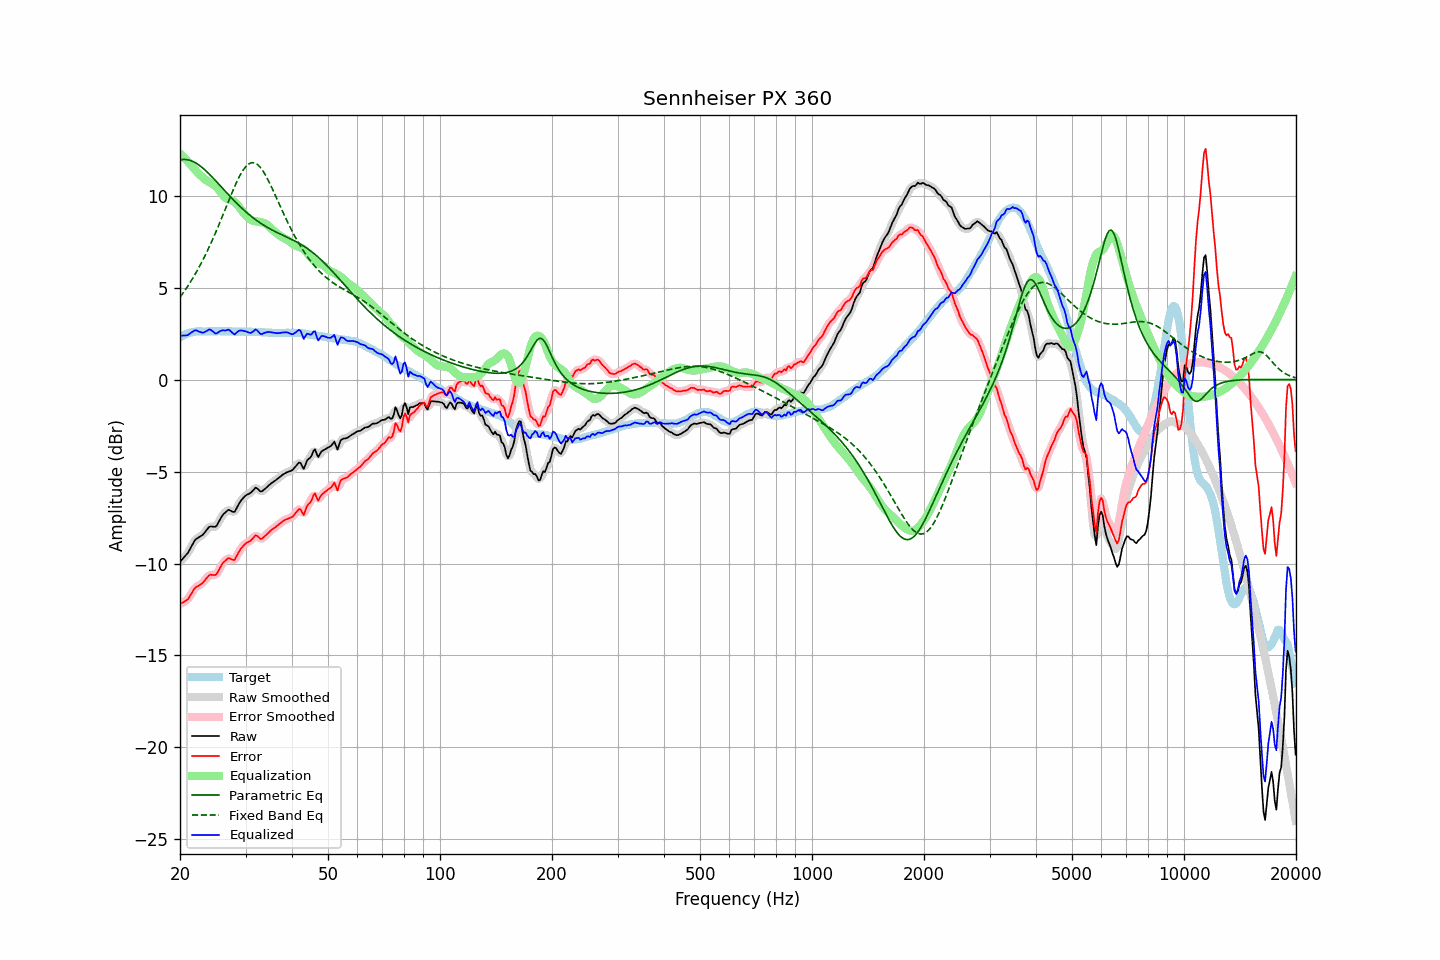 Sennheiser PX 360
Amplitude (dBr)
10
5
0
−5
−10
−15
−20
−25
Target
Raw Smoothed
Error Smoothed
Raw
Error
Equalization
Parametric Eq
Fixed Band Eq
Equalized
20 50 100 200 500 1000 2000 5000 10000 20000
Frequency (Hz)